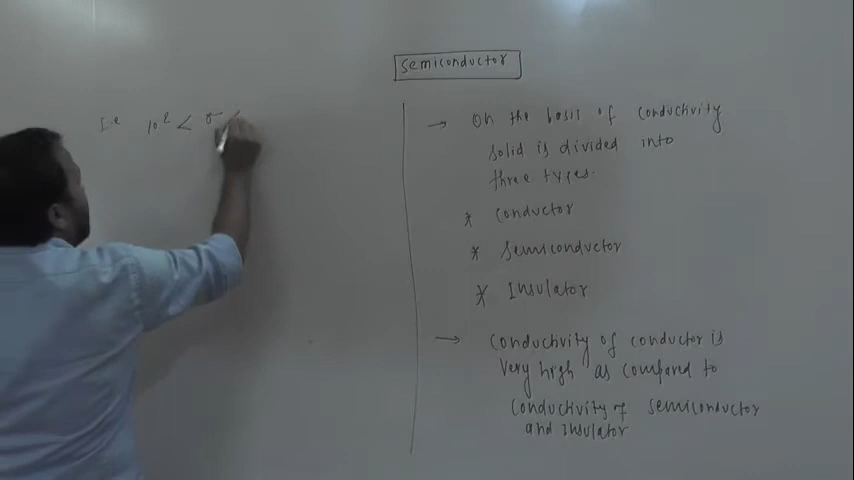 semiconductor
I.e 10² < σ <
→ On the basis of conductivity
solid is divided into
three types.
* conductor
* semiconductor
* Insulator
→ conductivity of conductor is
very high as compared to
conductivity of semiconductor
and insulator